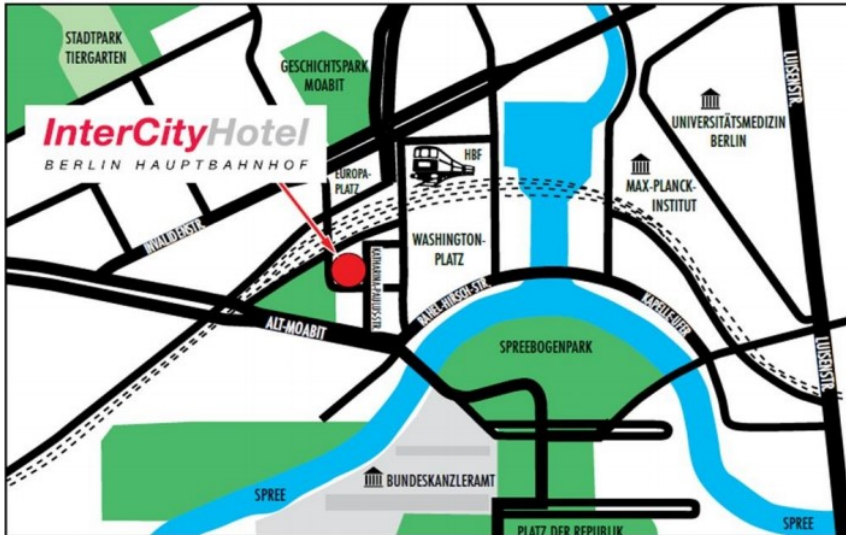 STADTPARK
TIERGARTEN
GESCHICHTSPARK
MOABIT
LUISENSTR.
UNIVERSITÄTSMEDIZIN
BERLIN
InterCityHotel
BERLIN HAUPTBAHNHOF
HBF
EUROPA-
PLATZ
MAX-PLANCK-
INSTITUT
INVALIDENSTR.
WASHINGTON-
PLATZ
KATHARINA-PAULUS-STR.
RAHEL-HIRSCH-STR.
KAPELLE-UFER
ALT-MOABIT
SPREEBOGENPARK
LUISENSTR.
BUNDESKANZLERAMT
SPREE
SPREE
PLATZ DER REPUBLIK